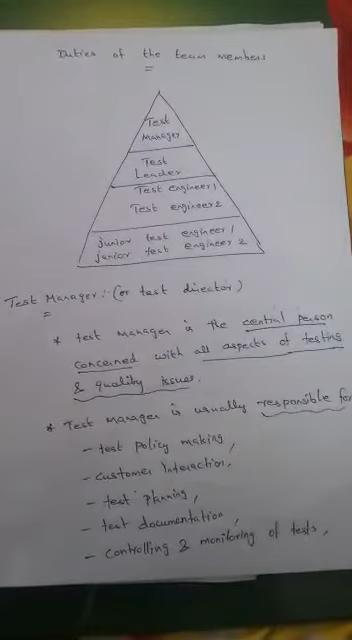 Duties of the team members
=
Test
Manager
Test
Leader
Test engineer 1
Test engineer 2
junior test engineer 1
junior test engineer 2
Test Manager :- (or test director)
=
* test manager is the central person
concerned with all aspects of testing
& quality issues.
* Test Manager is usually responsible for
- test policy making,
- customer Interaction,
- test planning,
- test documentation,
- controlling & monitoring of tests,